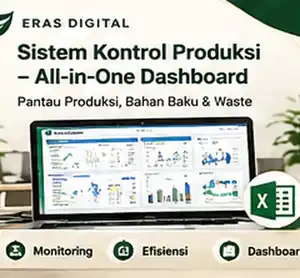 ERAS DIGITAL
Sistem Kontrol Produksi
– All-in-One Dashboard
Pantau Produksi, Bahan Baku & Waste
X
Monitoring
Efisiensi
Dashboar